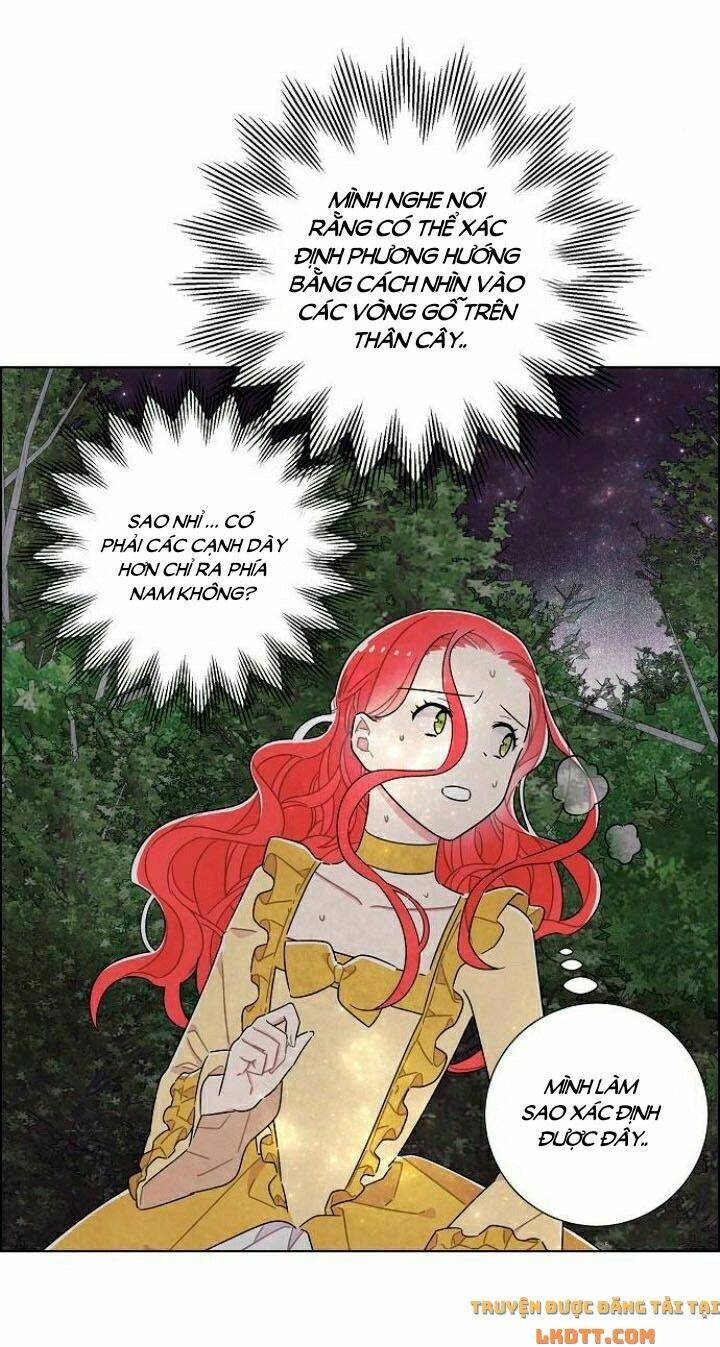 MÌNH NGHE NÓI
RẰNG CÓ THỂ XÁC
ĐỊNH PHƯƠNG HƯỚNG
BẰNG CÁCH NHÌN VÀO
CÁC VÒNG GỖ TRÊN
THÂN CÂY..
SAO NHỈ ... CÓ
PHẢI CÁC CẠNH DÀY
HƠN CHỈ RA PHÍA
NAM KHÔNG?
MÌNH LÀM
SAO XÁC ĐỊNH
ĐƯỢC ĐÂY..
TRUYỆN ĐƯỢC ĐĂNG TẢI TẠI
LKDTT.COM